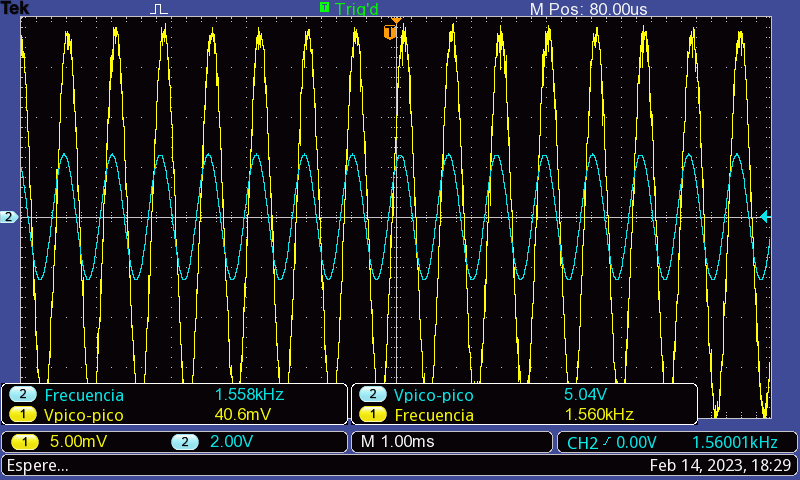 Tek T Trig'd M Pos: 80.00us
T
2
2 Frecuencia 1.558kHz 2 Vpico-pico 5.04V
1 Vpico-pico 40.6mV 1 Frecuencia 1.560kHz
1 5.00mV 2 2.00V M 1.00ms CH2 0.00V 1.56001kHz
Espere... Feb 14, 2023, 18:29